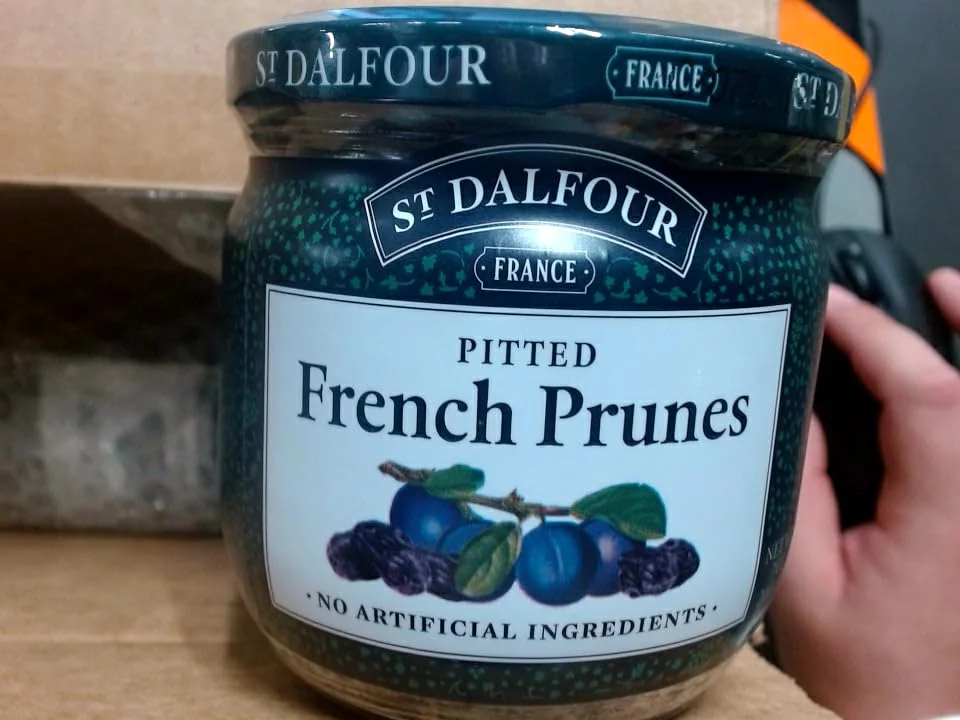 ST DALFOUR FRANCE ST D
ST DALFOUR
FRANCE
PITTED
French Prunes
· NO ARTIFICIAL INGREDIENTS ·